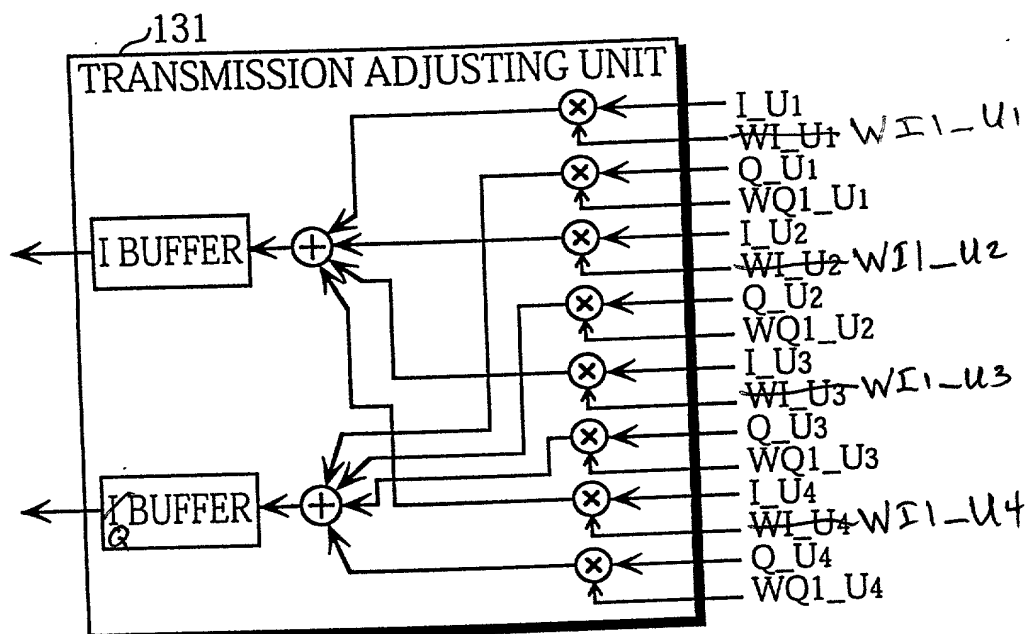 131
TRANSMISSION ADJUSTING UNIT
I_U1
WI_U1 WI1_U1
Q_U1
WQ1_U1
I_U2
WI_U2 WI1_U2
I BUFFER
Q_U2
WQ1_U2
I_U3
WI_U3 WI1_U3
Q_U3
WQ1_U3
I_U4
I BUFFER
Q
WI_U4 WI1_U4
Q_U4
WQ1_U4